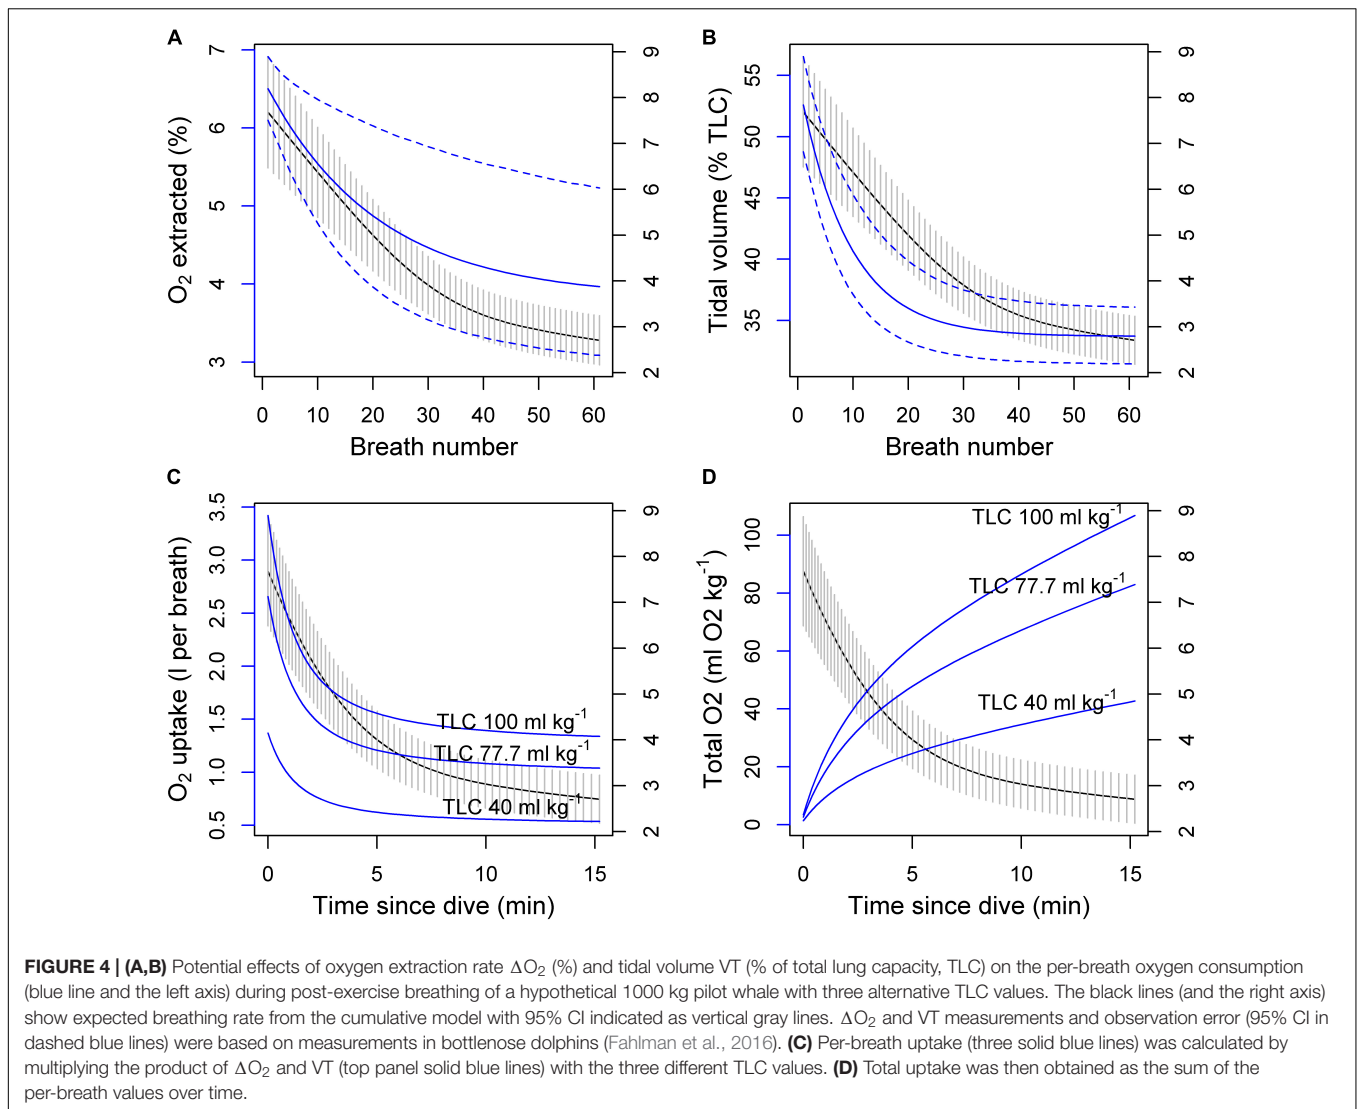 A
7
6
5
4
3
O2 extracted (%)
9
8
7
6
5
4
3
2
0 10 20 30 40 50 60
Breath number
B
55
50
45
40
35
Tidal volume (% TLC)
9
8
7
6
5
4
3
2
0 10 20 30 40 50 60
Breath number
C
3.5
3.0
2.5
2.0
1.5
1.0
0.5
O2 uptake (l per breath)
TLC 100 ml kg-1
TLC 77.7 ml kg-1
TLC 40 ml kg-1
9
8
7
6
5
4
3
2
0 5 10 15
Time since dive (min)
D
100
80
60
40
20
0
Total O2 (ml O2 kg-1)
TLC 100 ml kg-1
TLC 77.7 ml kg-1
TLC 40 ml kg-1
9
8
7
6
5
4
3
2
0 5 10 15
Time since dive (min)
FIGURE 4 | (A,B) Potential effects of oxygen extraction rate ΔO2 (%) and tidal volume VT (% of total lung capacity, TLC) on the per-breath oxygen consumption
(blue line and the left axis) during post-exercise breathing of a hypothetical 1000 kg pilot whale with three alternative TLC values. The black lines (and the right axis)
show expected breathing rate from the cumulative model with 95% CI indicated as vertical gray lines. ΔO2 and VT measurements and observation error (95% CI in
dashed blue lines) were based on measurements in bottlenose dolphins (Fahlman et al., 2016). (C) Per-breath uptake (three solid blue lines) was calculated by
multiplying the product of ΔO2 and VT (top panel solid blue lines) with the three different TLC values. (D) Total uptake was then obtained as the sum of the
per-breath values over time.